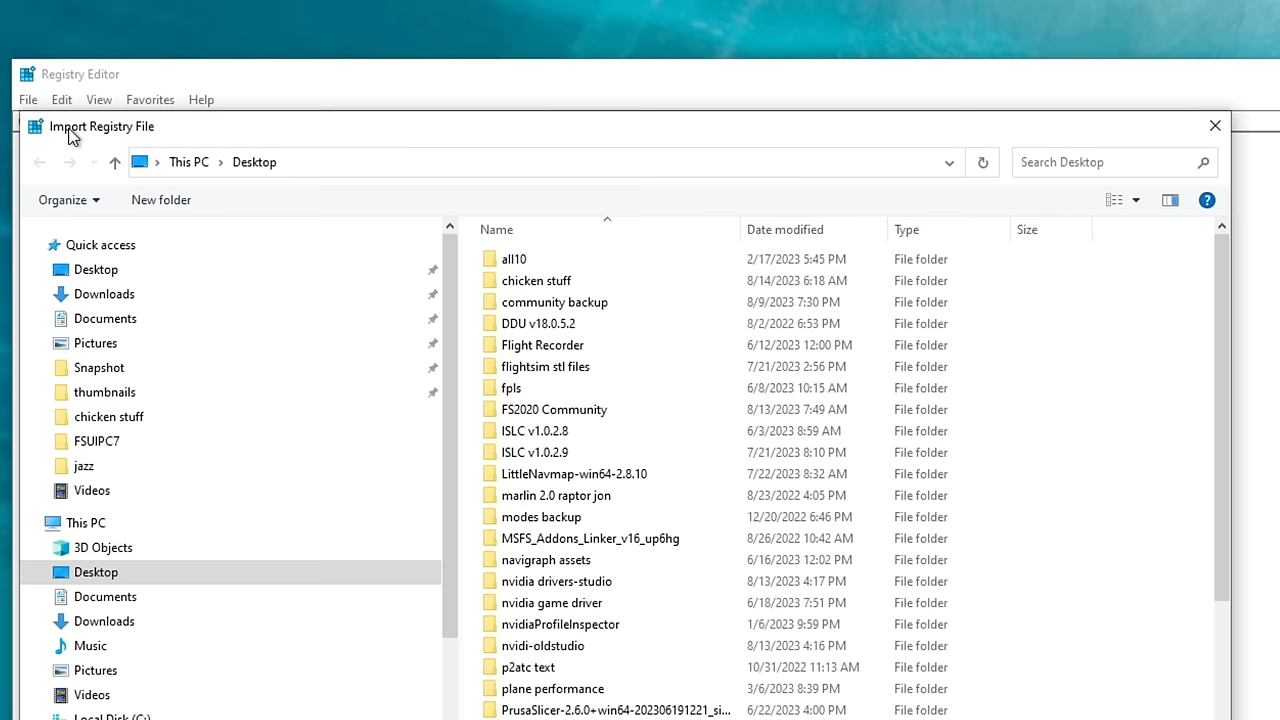 Registry Editor
File Edit View Favorites Help
Import Registry File
This PC > Desktop
Search Desktop
Organize New folder
Name Date modified Type Size
Quick access
Desktop
Downloads
Documents
Pictures
Snapshot
thumbnails
chicken stuff
FSUIPC7
jazz
Videos
This PC
3D Objects
Desktop
Documents
Downloads
Music
Pictures
Videos
Local Disk (C:)
all10 2/17/2023 5:45 PM File folder
chicken stuff 8/14/2023 6:18 AM File folder
community backup 8/9/2023 7:30 PM File folder
DDU v18.0.5.2 8/2/2022 6:53 PM File folder
Flight Recorder 6/12/2023 12:00 PM File folder
flightsim stl files 7/21/2023 2:56 PM File folder
fpls 6/8/2023 10:15 AM File folder
FS2020 Community 8/13/2023 7:49 AM File folder
ISLC v1.0.2.8 6/3/2023 8:59 AM File folder
ISLC v1.0.2.9 7/21/2023 8:10 PM File folder
LittleNavmap-win64-2.8.10 7/22/2023 8:32 AM File folder
marlin 2.0 raptor jon 8/23/2022 4:05 PM File folder
modes backup 12/20/2022 6:46 PM File folder
MSFS_Addons_Linker_v16_up6hg 8/26/2022 10:42 AM File folder
navigraph assets 6/16/2023 12:02 PM File folder
nvidia drivers-studio 8/13/2023 4:17 PM File folder
nvidia game driver 6/18/2023 7:51 PM File folder
nvidiaProfileInspector 1/6/2023 9:59 PM File folder
nvidi-oldstudio 8/13/2023 4:16 PM File folder
p2atc text 10/31/2022 11:13 AM File folder
plane performance 3/6/2023 8:39 PM File folder
PrusaSlicer-2.6.0+win64-202306191221_si... 6/22/2023 4:00 PM File folder